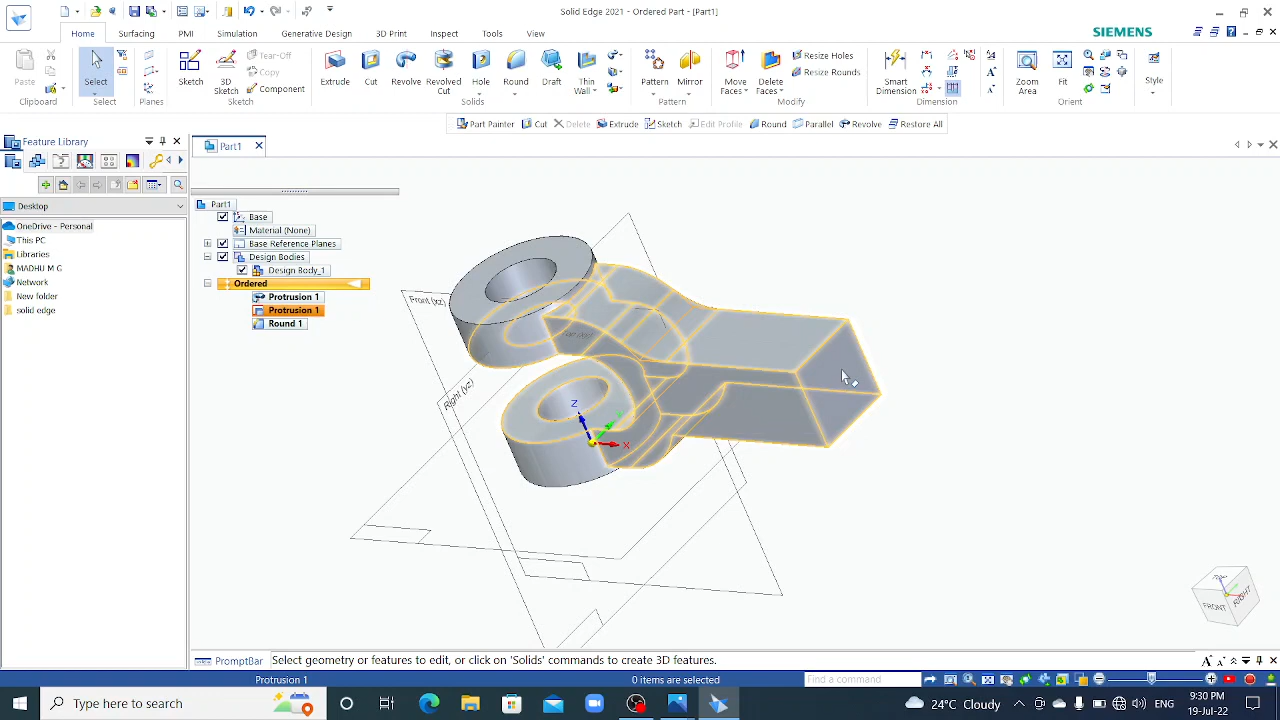 Solid Edge 2021 - Ordered Part - [Part1]
Home Surfacing PMI Simulation Generative Design 3D Print Inspect Tools View
SIEMENS
Paste
Select
Planes
Sketch
3D Sketch
Tear-Off
Copy
Component
Extrude
Cut
Revolve
Revolved Cut
Hole
Round
Draft
Thin Wall
Pattern
Mirror
Move Faces
Delete Faces
Resize Holes
Resize Rounds
Smart Dimension
Zoom Area
Fit
Style
Clipboard Select Planes Sketch Solids Pattern Modify Dimension Orient
Part Painter Cut Delete Extrude Sketch Edit Profile Round Parallel Revolve Restore All
Feature Library
Part1
Desktop
OneDrive - Personal
This PC
Libraries
MADHU M G
Network
New folder
solid edge
Part1
Base
Material (None)
Base Reference Planes
Design Bodies
Design Body_1
Ordered
Protrusion 1
Protrusion 1
Round 1
Front (xz)
Right (yz)
Z
X
FRONT
RIGHT
PromptBar Select geometry or features to edit, or click on 'Solids' commands to create 3D features.
Protrusion 1
0 items are selected
Find a command
Type here to search
24°C Cloudy
ENG
9:30 PM
19-Jul-22